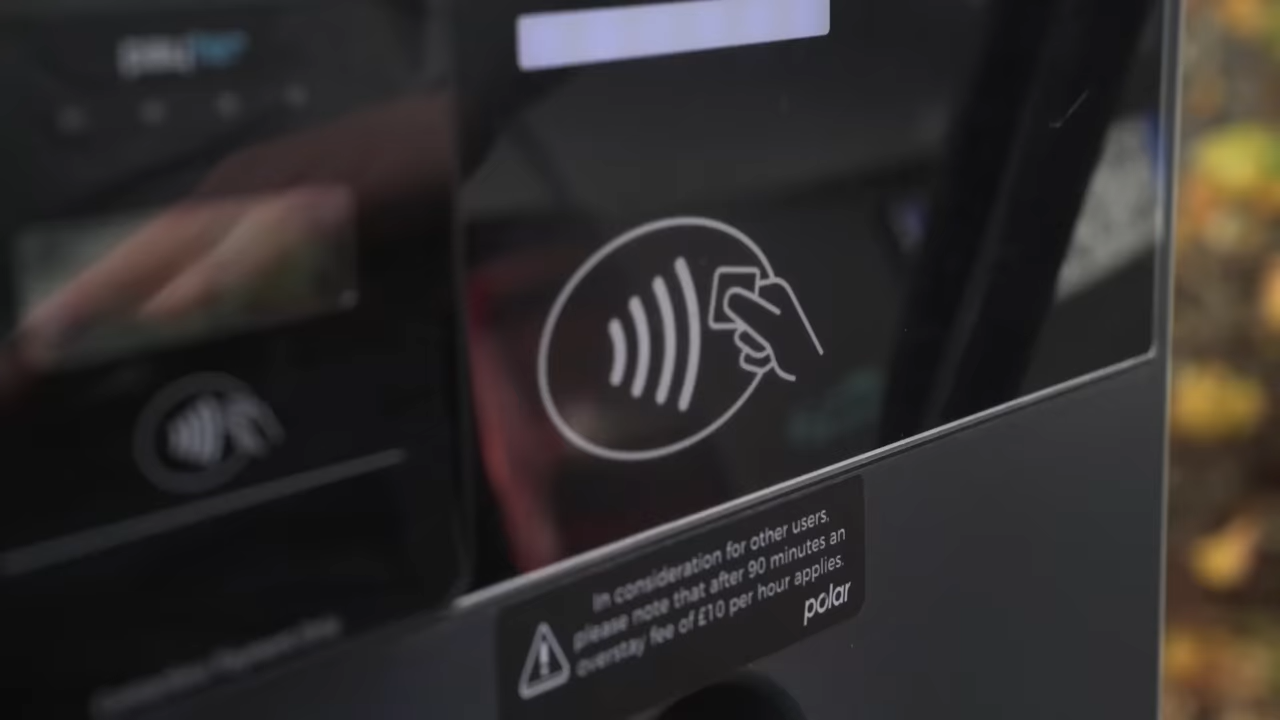 In consideration for other users,
please note that after 90 minutes an
overstay fee of £10 per hour applies.
polar